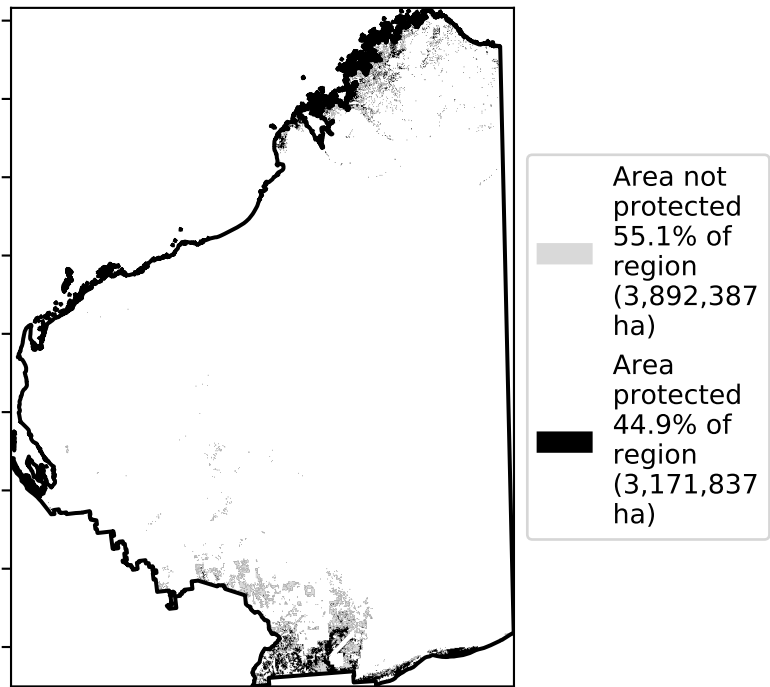 Area not
protected
55.1% of
region
(3,892,387
ha)
Area
protected
44.9% of
region
(3,171,837
ha)